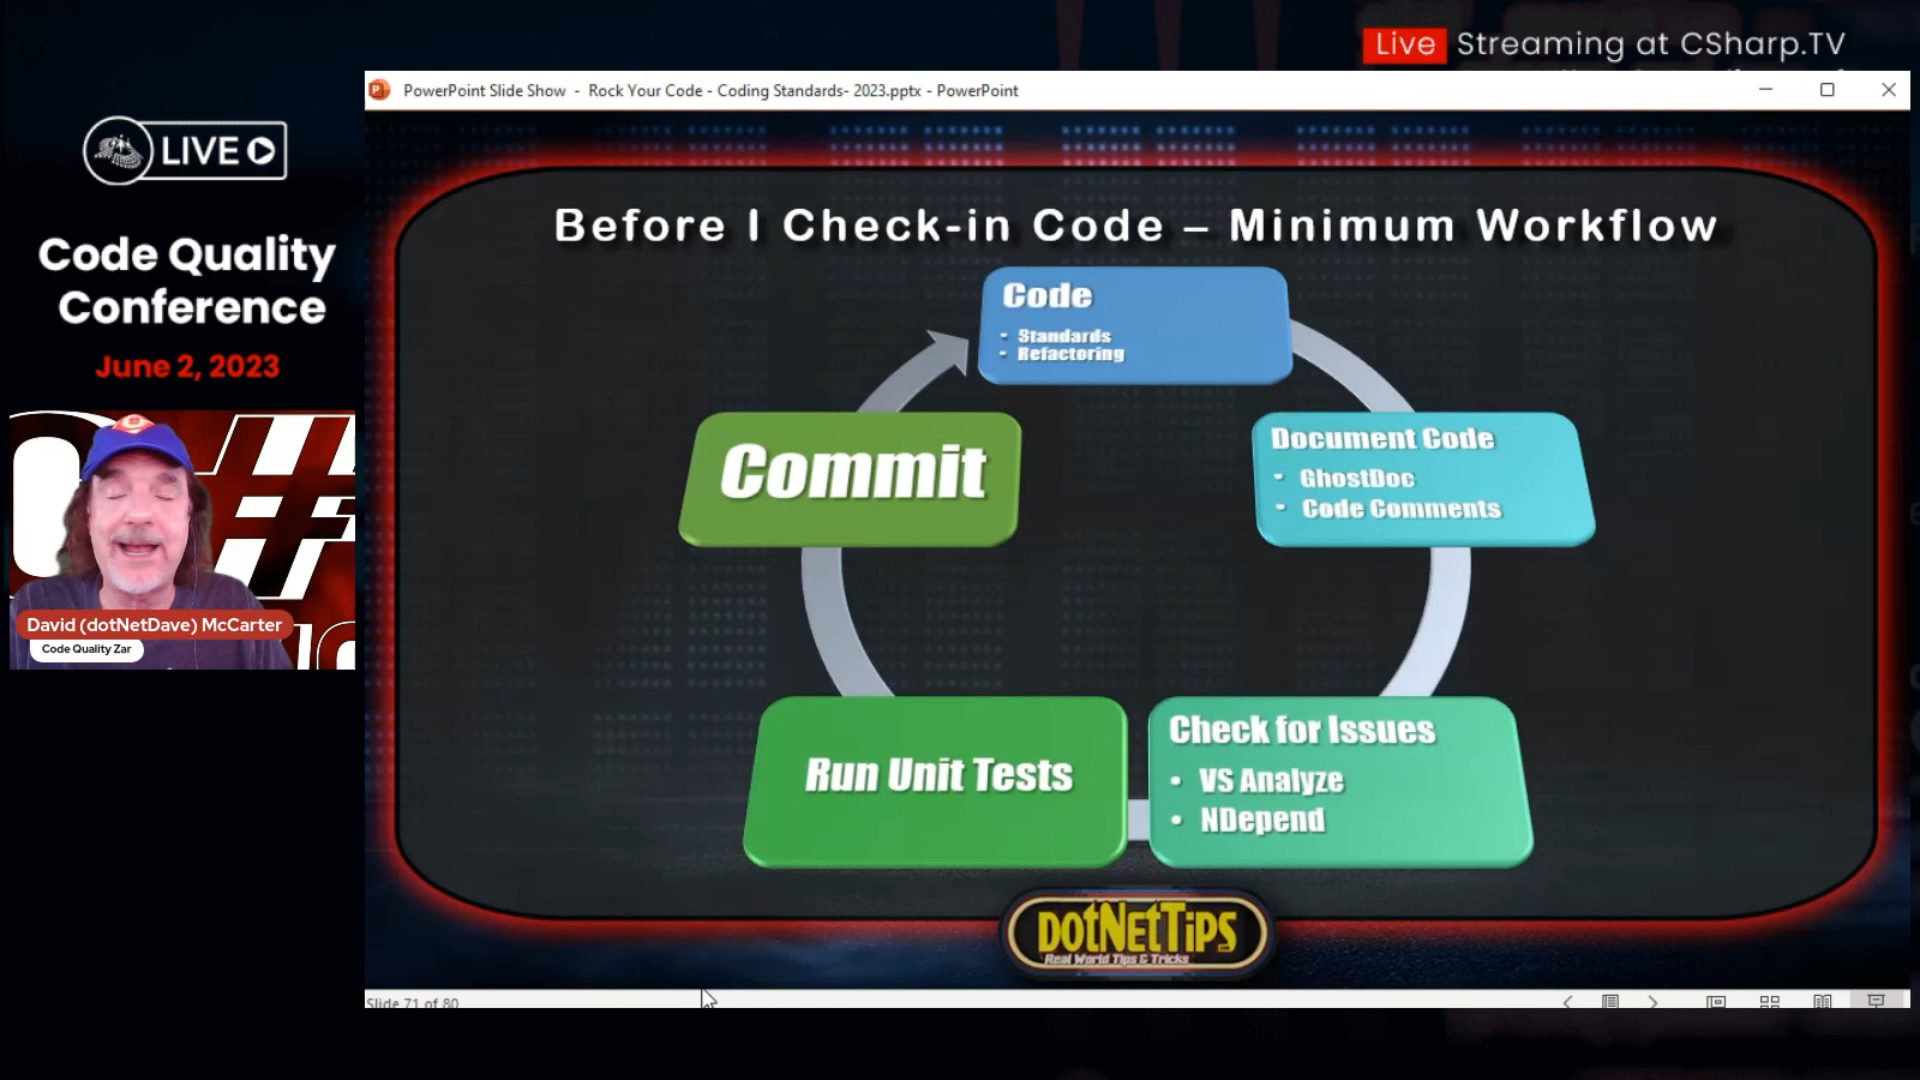 Live Streaming at CSharp.TV
PowerPoint Slide Show - Rock Your Code - Coding Standards- 2023.pptx - PowerPoint
LIVE
Code Quality
Conference
June 2, 2023
David (dotNetDave) McCarter
Code Quality Zar
Before I Check-in Code – Minimum Workflow
Code
- Standards
- Refactoring
Document Code
- GhostDoc
- Code Comments
Check for Issues
• VS Analyze
• NDepend
Run Unit Tests
Commit
dotNetTips
Real World Tips & Tricks
Slide 71 of 80